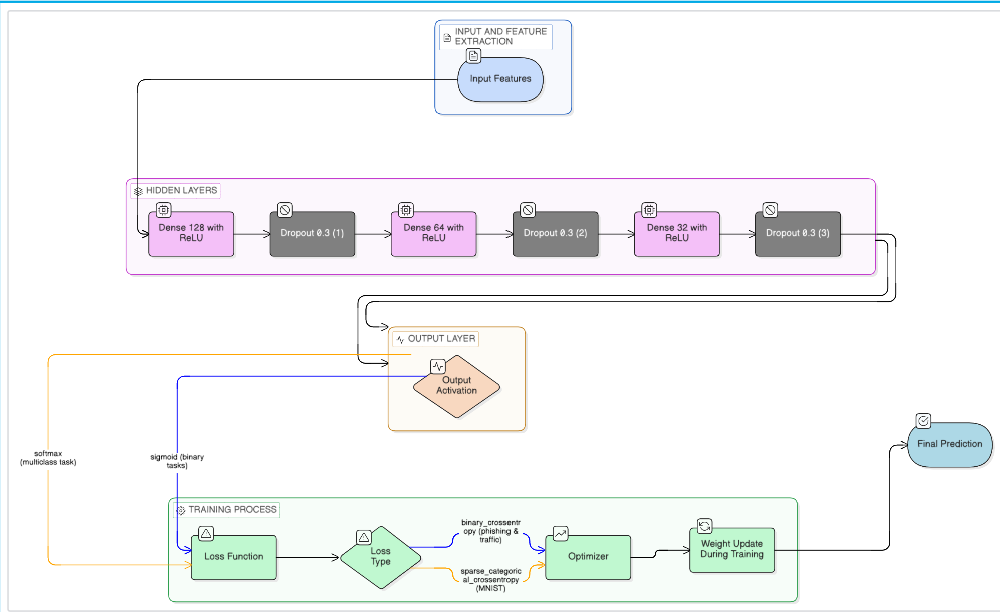 INPUT AND FEATURE
EXTRACTION
Input Features
HIDDEN LAYERS
Dense 128 with
ReLU
Dropout 0.3 (1)
Dense 64 with
ReLU
Dropout 0.3 (2)
Dense 32 with
ReLU
Dropout 0.3 (3)
OUTPUT LAYER
Output
Activation
softmax
(multiclass task)
sigmoid (binary
tasks)
Final Prediction
TRAINING PROCESS
Loss Function
Loss
Type
binary_crossentr
opy (phishing &
traffic)
sparse_categoric
al_crossentropy
(MNIST)
Optimizer
Weight Update
During Training